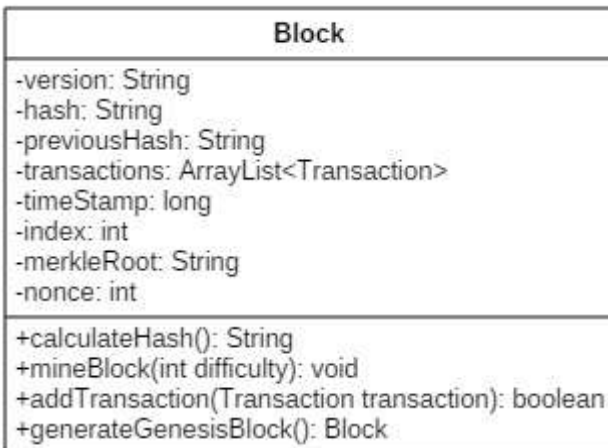 Block
-version: String
-hash: String
-previousHash: String
-transactions: ArrayList<Transaction>
-timeStamp: long
-index: int
-merkleRoot: String
-nonce: int
+calculateHash(): String
+mineBlock(int difficulty): void
+addTransaction(Transaction transaction): boolean
+generateGenesisBlock(): Block